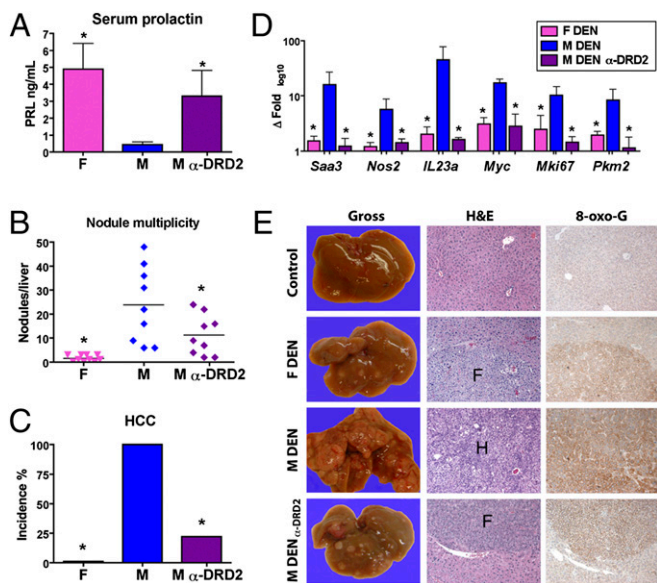 A
Serum prolactin
PRL ng/mL
7
6
5
4
3
2
1
0
*
*
F
M
M α-DRD2
B
Nodule multiplicity
Nodules/liver
50
40
30
20
10
0
*
*
F
M
M α-DRD2
C
HCC
Incidence %
100
75
50
25
0
*
*
F
M
M α-DRD2
D
F DEN
M DEN
M DEN α-DRD2
Δ Fold log10
100
10
1
* * * * * * * * * * * *
Saa3 Nos2 IL23a Myc Mki67 Pkm2
E
Gross H&E 8-oxo-G
Control
F DEN
F
M DEN
H
M DEN α-DRD2
F